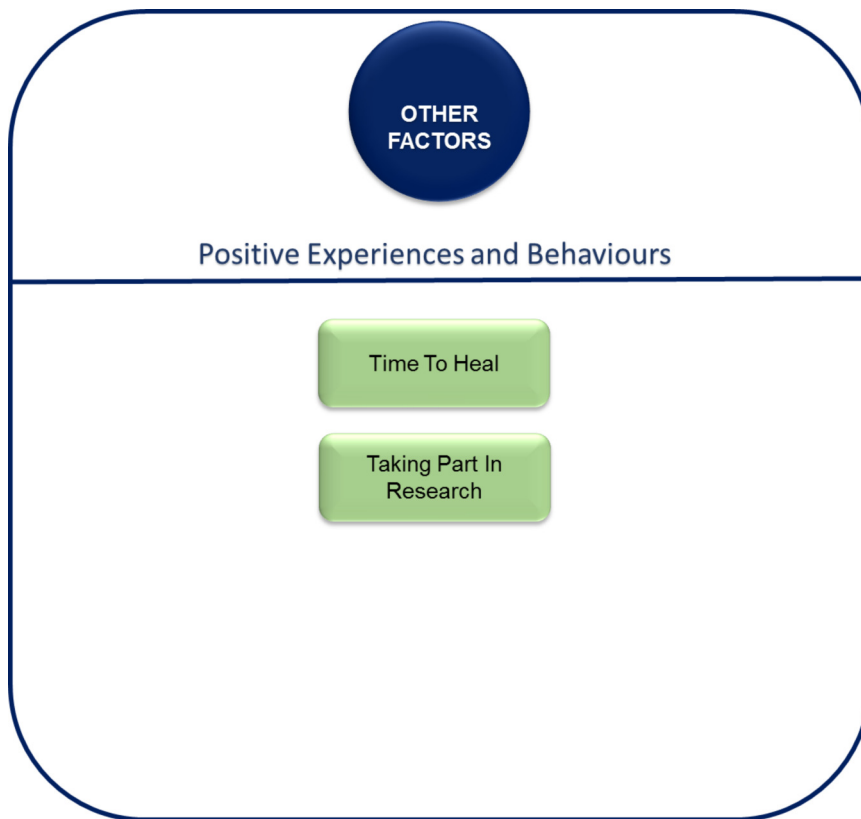 OTHER
FACTORS
Positive Experiences and Behaviours
Time To Heal
Taking Part In
Research